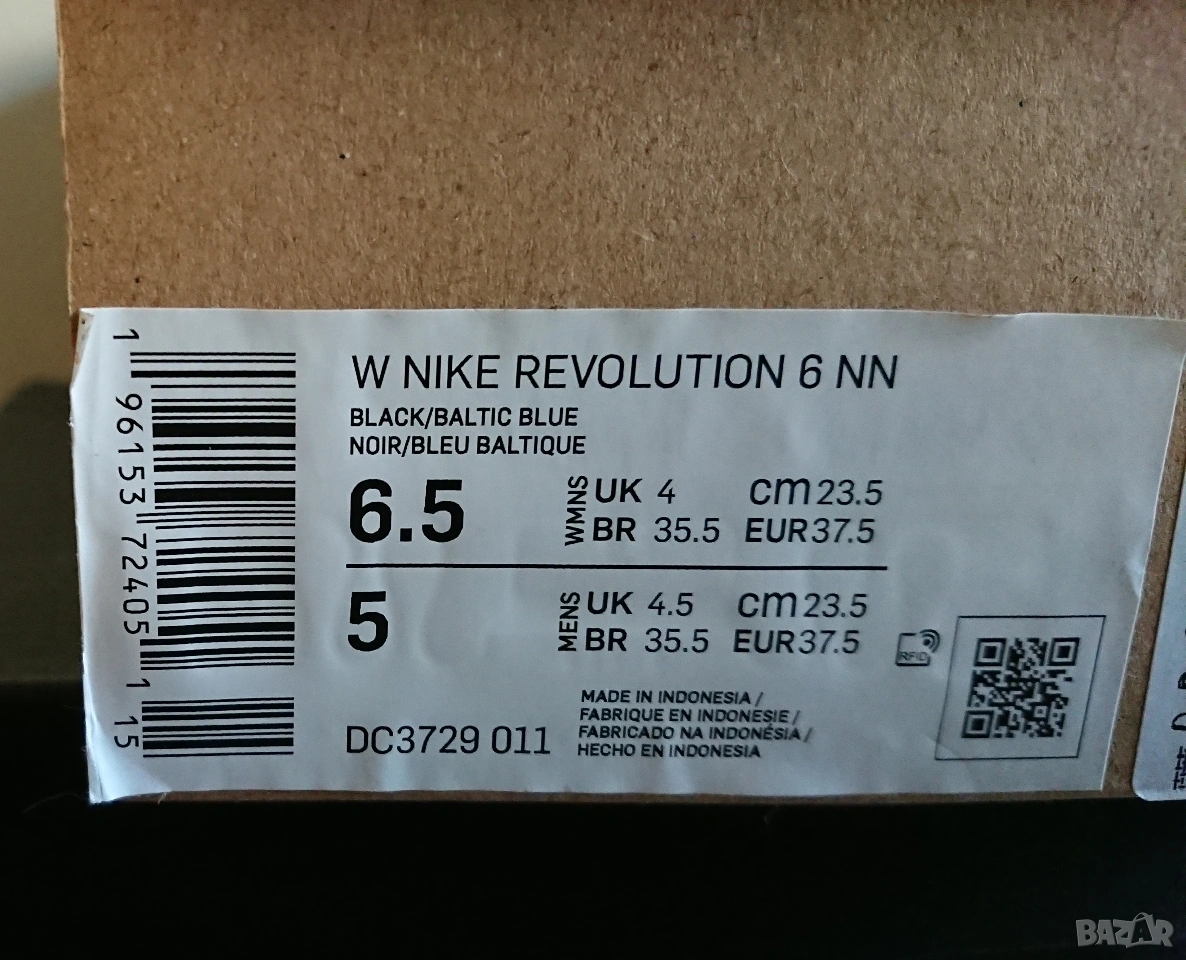 W NIKE REVOLUTION 6 NN
BLACK/BALTIC BLUE
NOIR/BLEU BALTIQUE
6.5 WMNS UK 4 cm 23.5
BR 35.5 EUR 37.5
5 MENS UK 4.5 cm 23.5
BR 35.5 EUR 37.5
RFID
MADE IN INDONESIA /
FABRIQUE EN INDONESIE /
FABRICADO NA INDONÉSIA /
HECHO EN INDONESIA
DC3729 011
1 96153 72405 1 15
BAZAR